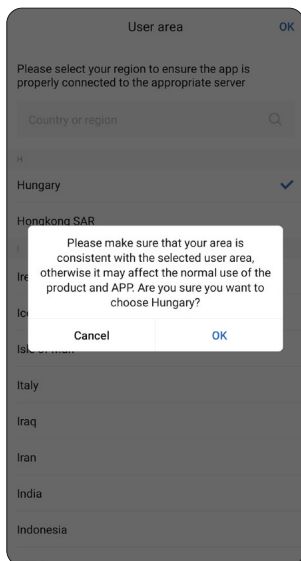 User area
OK
Please select your region to ensure the app is
properly connected to the appropriate server
Country or region
H
Hungary
Hongkong SAR
I
Please make sure that your area is
consistent with the selected user area,
otherwise it may affect the normal use of the
product and APP. Are you sure you want to
choose Hungary?
Cancel
OK
Italy
Iraq
Iran
India
Indonesia